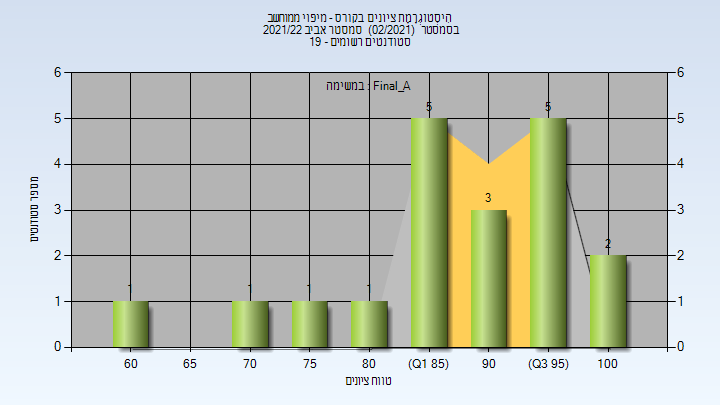 היסטוגרמת ציונים בקורס - מיפוי ממוחשב
בסמסטר (02/2021) סמסטר אביב 2021/22
סטודנטים רשומים - 19
במשימה : Final_A
מספר סטודנטים
6 6
5 5
4 4
3 3
2 2
1 1
0 0
1 1 1 1 5 3 5 2
60 65 70 75 80 (Q1 85) 90 (Q3 95) 100
טווח ציונים